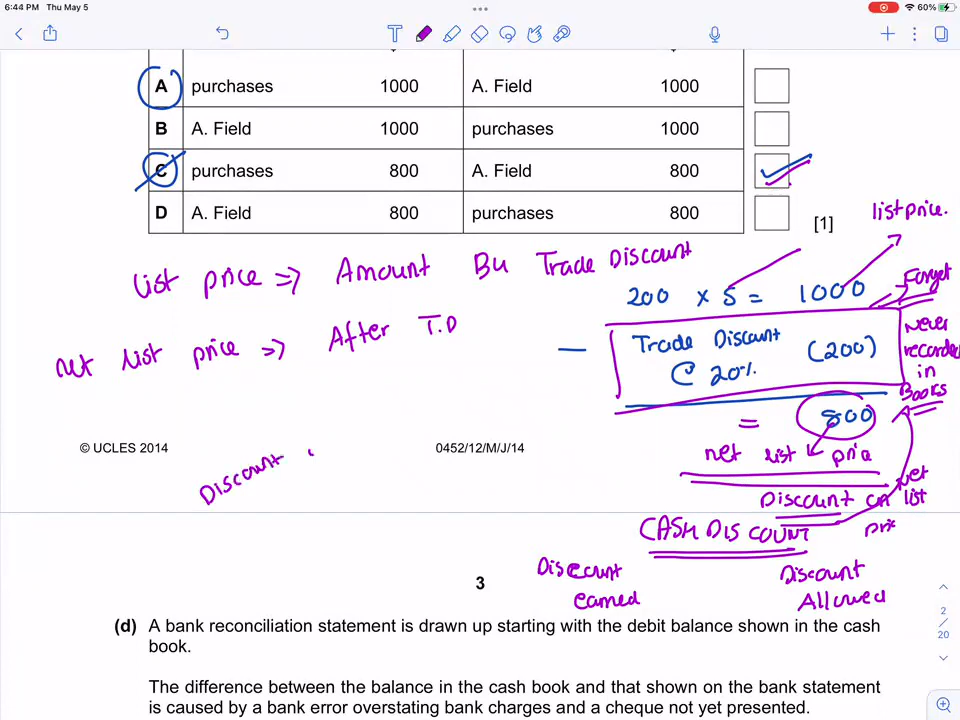 6:44 PM Thu May 5
60%
$ $
A purchases 1000 A. Field 1000
B A. Field 1000 purchases 1000
C purchases 800 A. Field 800
D A. Field 800 purchases 800
[1]
list price.
List price => Amount B4 Trade Discount
200 × 5 = 1000
Forget
Never
recorded
in
Books
Net list price => After T.D
Trade Discount (200)
@ 20%
= 800
net list price
© UCLES 2014 0452/12/M/J/14
Discount
Discount on
net
list
CASH DISCOUNT
3
Discount
earned
Discount
Allowed
2
/
20
(d) A bank reconciliation statement is drawn up starting with the debit balance shown in the cash
book.
The difference between the balance in the cash book and that shown on the bank statement
is caused by a bank error overstating bank charges and a cheque not yet presented.